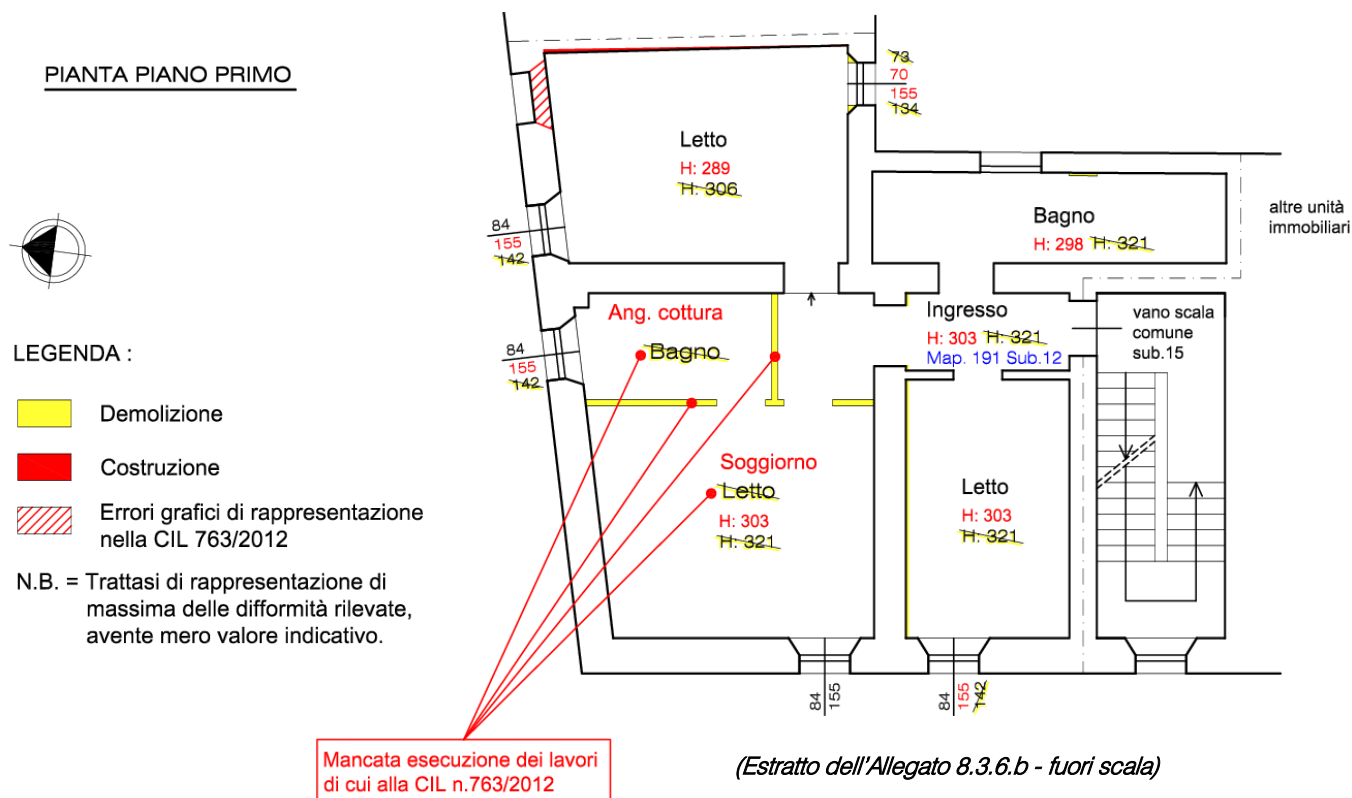 PIANTA PIANO PRIMO
73
70
155
134
Letto
H: 289
H: 306
Bagno
H: 298 H: 321
altre unità
immobiliari
84
155
142
Ang. cottura
Bagno
Ingresso
H: 303 H: 321
Map. 191 Sub.12
vano scala
comune
sub.15
84
155
142
LEGENDA :
Demolizione
Costruzione
Errori grafici di rappresentazione
nella CIL 763/2012
N.B. = Trattasi di rappresentazione di
massima delle difformità rilevate,
avente mero valore indicativo.
Soggiorno
Letto
H: 303
H: 321
Letto
H: 303
H: 321
84
155
84
155
142
Mancata esecuzione dei lavori
di cui alla CIL n.763/2012
(Estratto dell'Allegato 8.3.6.b - fuori scala)